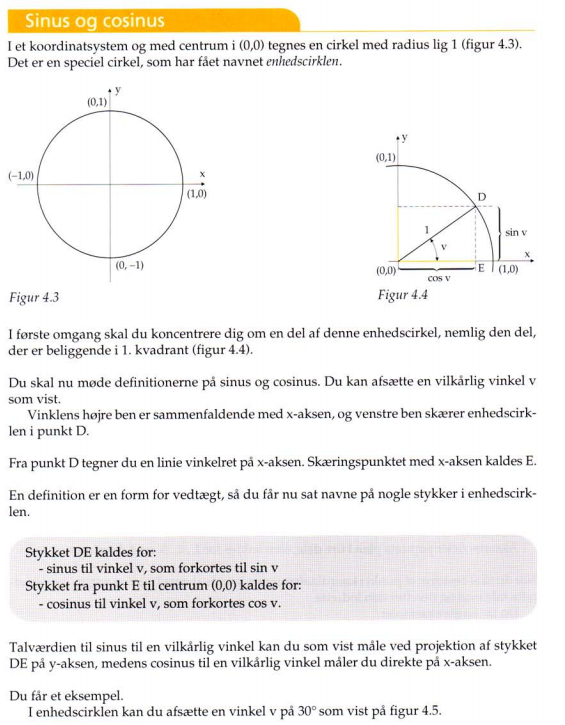 Sinus og cosinus
I et koordinatsystem og med centrum i (0,0) tegnes en cirkel med radius lig 1 (figur 4.3).
Det er en speciel cirkel, som har fået navnet enhedscirklen.
y
(0,1)
(-1,0)
x
(1,0)
(0, -1)
Figur 4.3
y
(0,1)
D
1
v
sin v
x
(0,0)
E
(1,0)
cos v
Figur 4.4
I første omgang skal du koncentrere dig om en del af denne enhedscirkel, nemlig den del,
der er beliggende i 1. kvadrant (figur 4.4).
Du skal nu møde definitionerne på sinus og cosinus. Du kan afsætte en vilkårlig vinkel v
som vist.
Vinklens højre ben er sammenfaldende med x-aksen, og venstre ben skærer enhedscirk-
len i punkt D.
Fra punkt D tegner du en linie vinkelret på x-aksen. Skæringspunktet med x-aksen kaldes E.
En definition er en form for vedtægt, så du får nu sat navne på nogle stykker i enhedscirk-
len.
Stykket DE kaldes for:
- sinus til vinkel v, som forkortes til sin v
Stykket fra punkt E til centrum (0,0) kaldes for:
- cosinus til vinkel v, som forkortes cos v.
Talværdien til sinus til en vilkårlig vinkel kan du som vist måle ved projektion af stykket
DE på y-aksen, medens cosinus til en vilkårlig vinkel måler du direkte på x-aksen.
Du får et eksempel.
I enhedscirklen kan du afsætte en vinkel v på 30° som vist på figur 4.5.